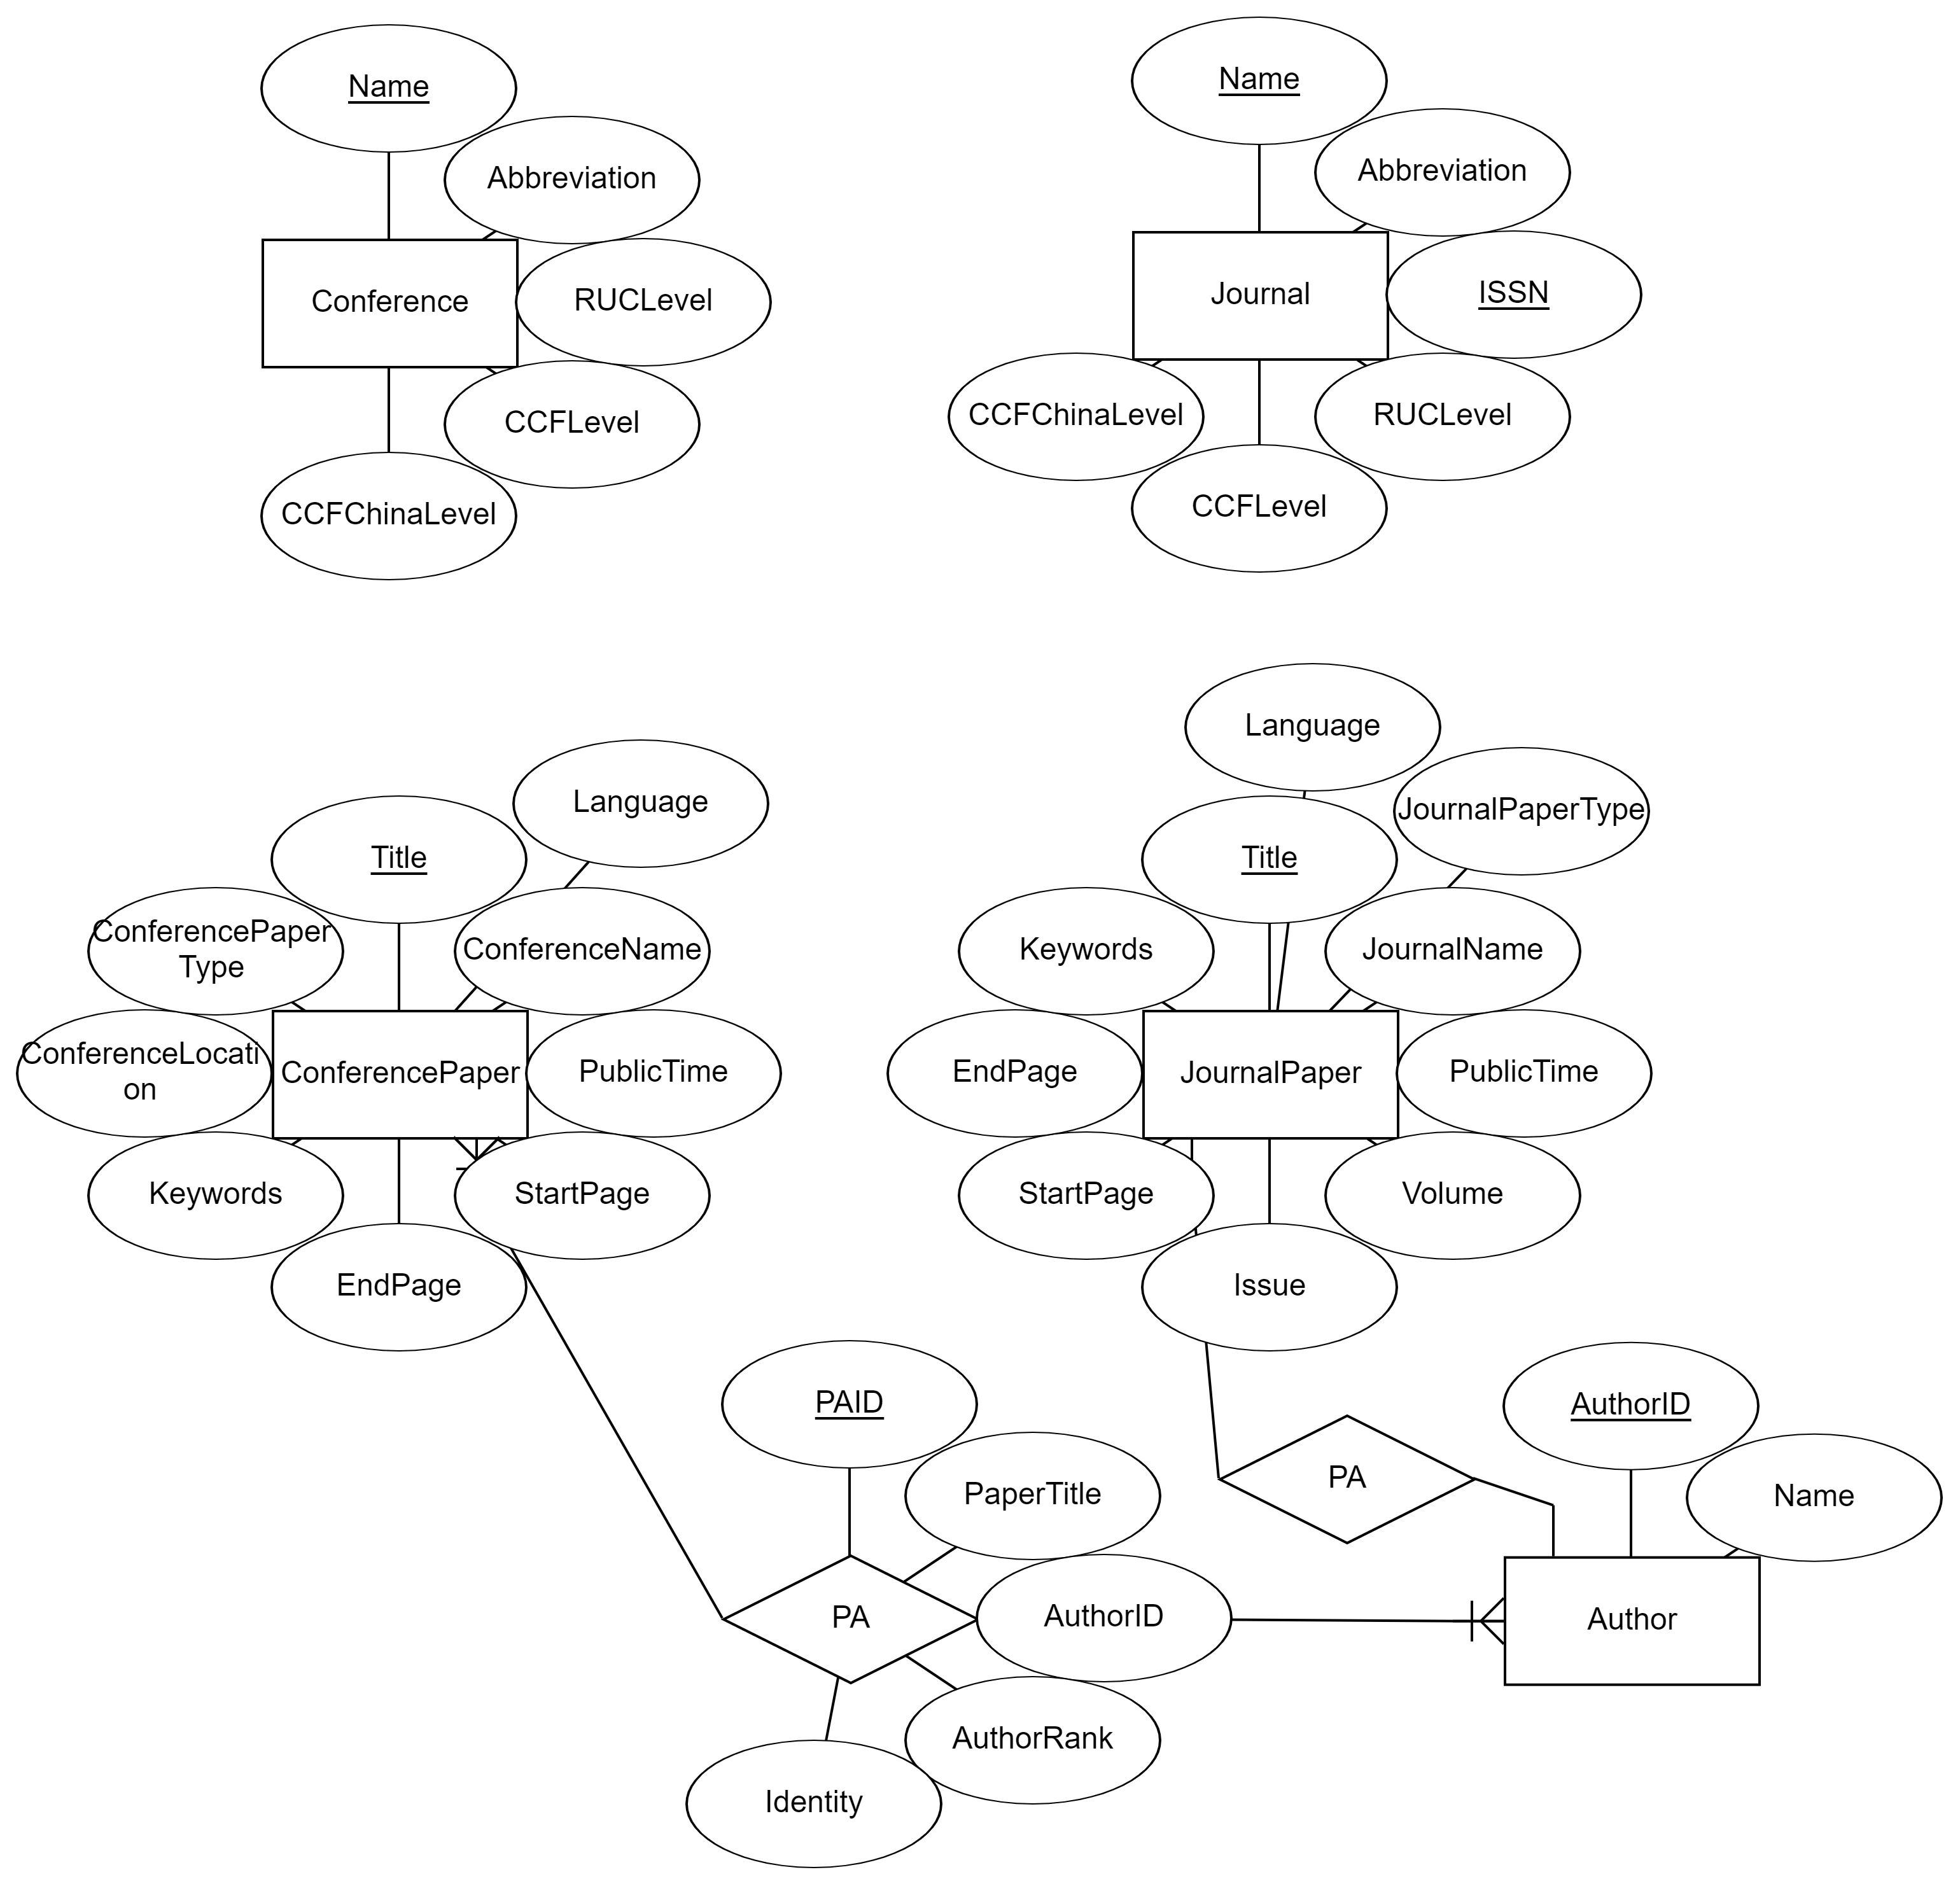 Name
Abbreviation
Conference
RUCLevel
CCFLevel
CCFChinaLevel
Name
Abbreviation
Journal
ISSN
CCFChinaLevel
RUCLevel
CCFLevel
Language
Title
ConferencePaper
Type
ConferenceName
ConferenceLocati
on
ConferencePaper
PublicTime
Keywords
StartPage
EndPage
Language
JournalPaperType
Title
Keywords
JournalName
EndPage
JournalPaper
PublicTime
StartPage
Volume
Issue
PAID
PaperTitle
PA
AuthorID
AuthorRank
Identity
PA
AuthorID
Name
Author